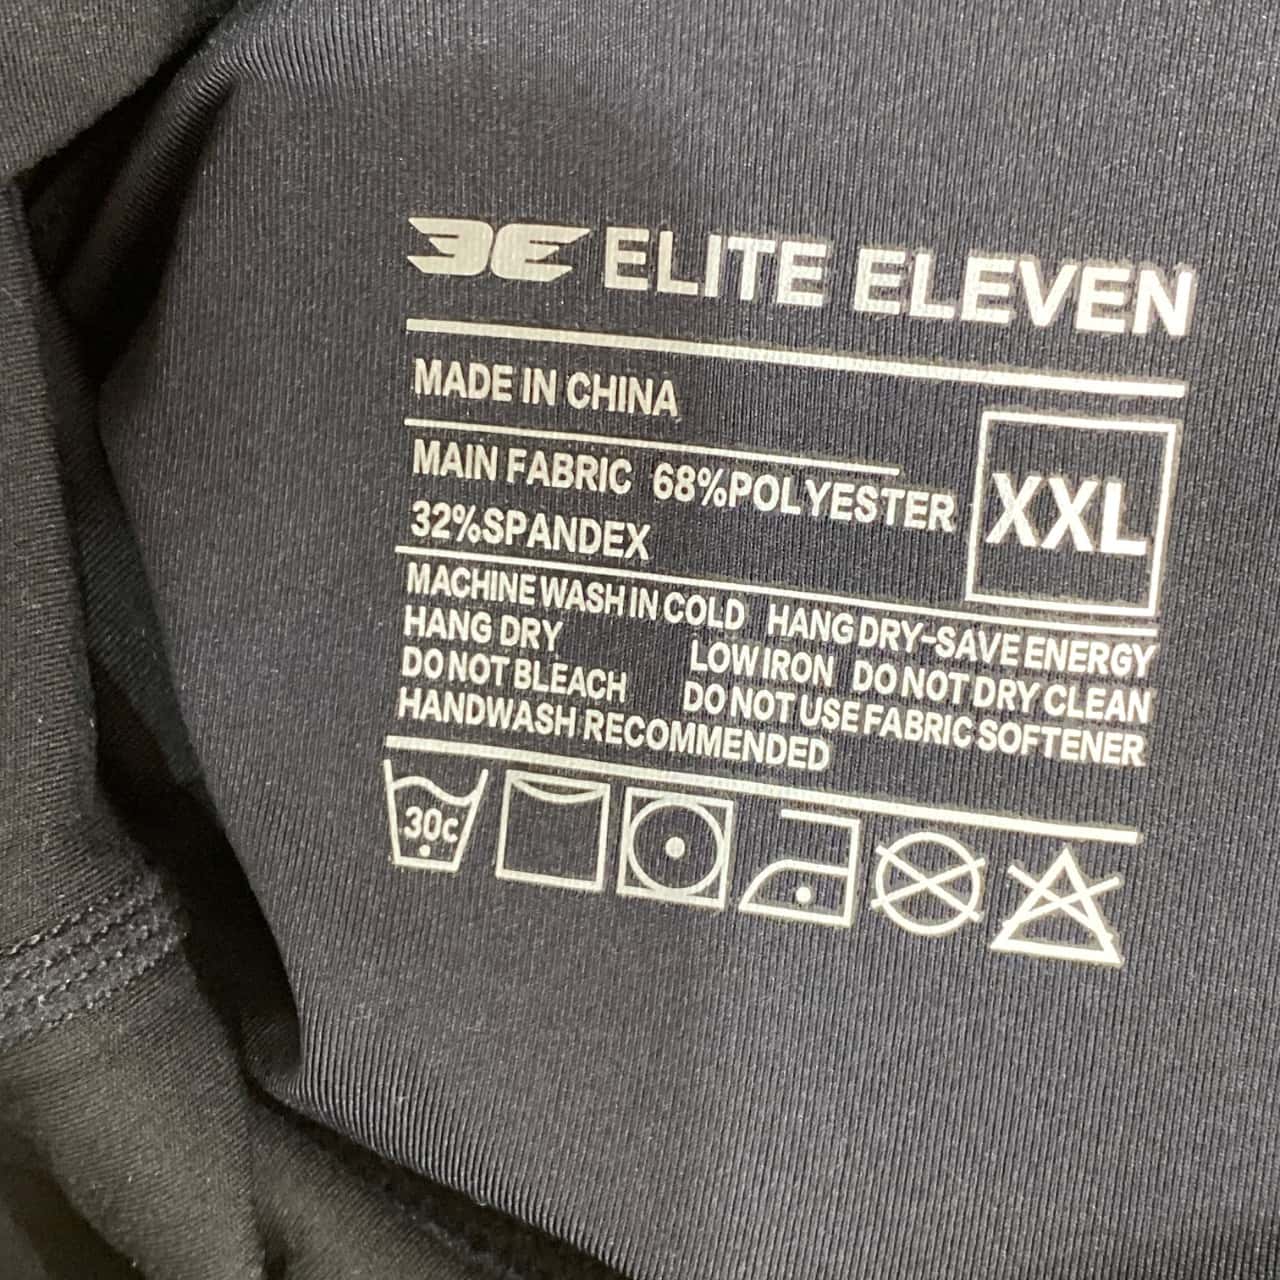 ELITE ELEVEN
MADE IN CHINA
MAIN FABRIC 68%POLYESTER
32%SPANDEX
XXL
MACHINE WASH IN COLD HANG DRY-SAVE ENERGY
HANG DRY LOW IRON DO NOT DRY CLEAN
DO NOT BLEACH DO NOT USE FABRIC SOFTENER
HANDWASH RECOMMENDED
30c